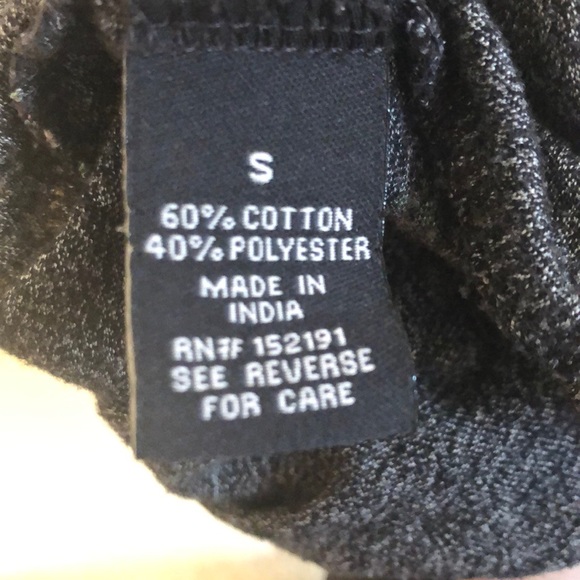 S
60% COTTON
40% POLYESTER
MADE IN
INDIA
RN# 152191
SEE REVERSE
FOR CARE